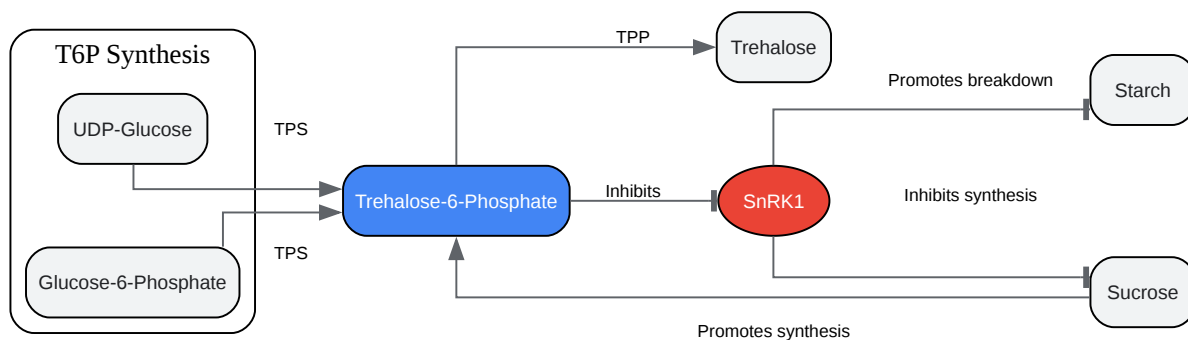 T6P Synthesis
UDP-Glucose
Glucose-6-Phosphate
TPS
TPS
Trehalose-6-Phosphate
TPP
Trehalose
Inhibits
SnRK1
Promotes breakdown
Starch
Inhibits synthesis
Sucrose
Promotes synthesis